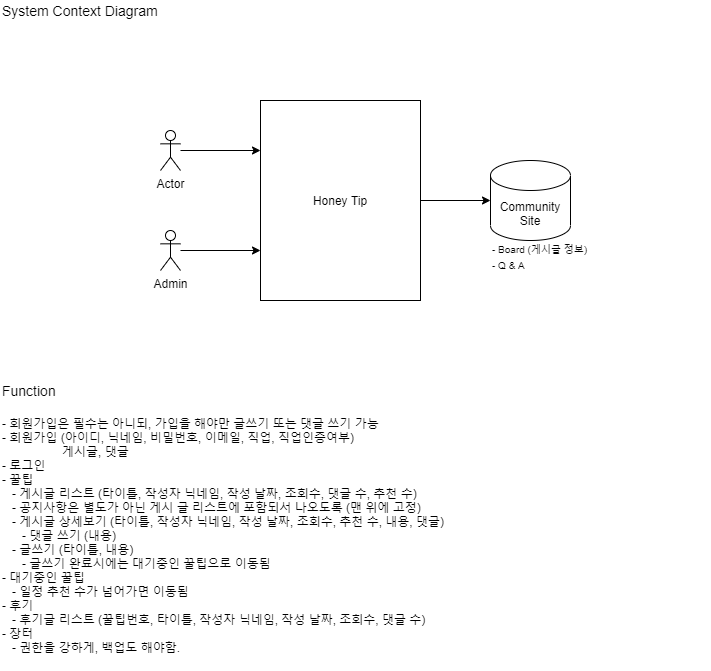 System Context Diagram
Actor
Honey Tip
Community
Site
- Board (게시글 정보)
- Q & A
Admin
Function
- 회원가입은 필수는 아니되, 가입을 해야만 글쓰기 또는 댓글 쓰기 가능
- 회원가입 (아이디, 닉네임, 비밀번호, 이메일, 직업, 직업인증여부)
게시글, 댓글
- 로그인
- 꿀팁
- 게시글 리스트 (타이틀, 작성자 닉네임, 작성 날짜, 조회수, 댓글 수, 추천 수)
- 공지사항은 별도가 아닌 게시 글 리스트에 포함되서 나오도록 (맨 위에 고정)
- 게시글 상세보기 (타이틀, 작성자 닉네임, 작성 날짜, 조회수, 추천 수, 내용, 댓글)
- 댓글 쓰기 (내용)
- 글쓰기 (타이틀, 내용)
- 글쓰기 완료시에는 대기중인 꿀팁으로 이동됨
- 대기중인 꿀팁
- 일정 추천 수가 넘어가면 이동됨
- 후기
- 후기글 리스트 (꿀팁번호, 타이틀, 작성자 닉네임, 작성 날짜, 조회수, 댓글 수)
- 장터
- 권한을 강하게, 백업도 해야함.